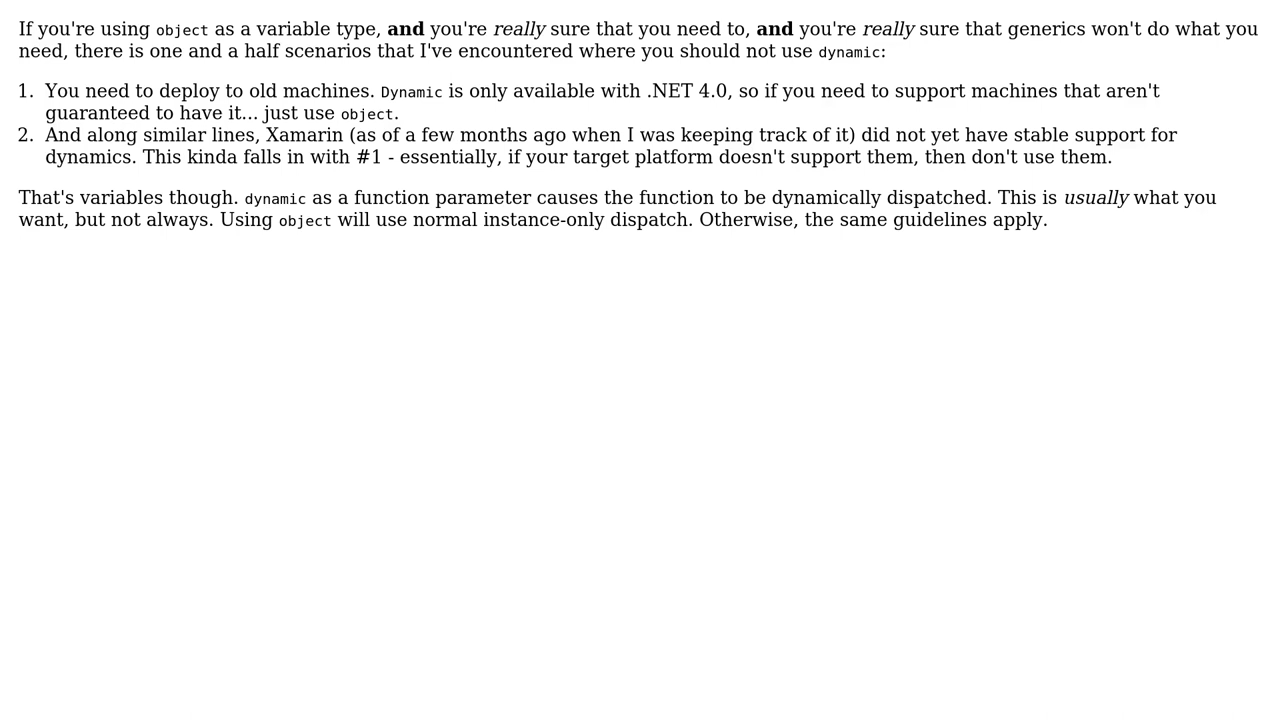 If you're using object as a variable type, and you're really sure that you need to, and you're really sure that generics won't do what you
need, there is one and a half scenarios that I've encountered where you should not use dynamic:
1. You need to deploy to old machines. Dynamic is only available with .NET 4.0, so if you need to support machines that aren't
guaranteed to have it... just use object.
2. And along similar lines, Xamarin (as of a few months ago when I was keeping track of it) did not yet have stable support for
dynamics. This kinda falls in with #1 - essentially, if your target platform doesn't support them, then don't use them.
That's variables though. dynamic as a function parameter causes the function to be dynamically dispatched. This is usually what you
want, but not always. Using object will use normal instance-only dispatch. Otherwise, the same guidelines apply.